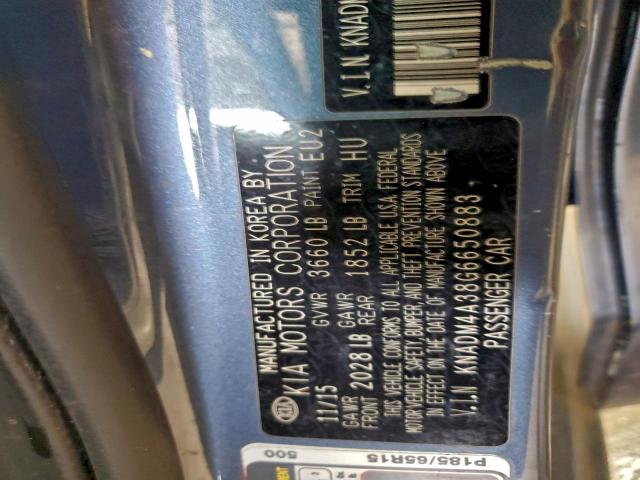 V.I.N KNADM
MANUFACTURED IN KOREA BY
KIA KIA MOTORS CORPORATION
11/15 GVWR 3660 LB PAINT EU2
GAWR FRONT 2028 LB GAWR REAR 1852 LB TRIM HU
THIS VEHICLE CONFORMS TO ALL APPLICABLE USA FEDERAL
MOTOR VEHICLE SAFETY, BUMPER, AND THEFT PREVENTION STANDARDS
IN EFFECT ON THE DATE OF MANUFACTURE SHOWN ABOVE
V.I.N KNADM4A38G6650883
PASSENGER CAR
P185/65R15
500